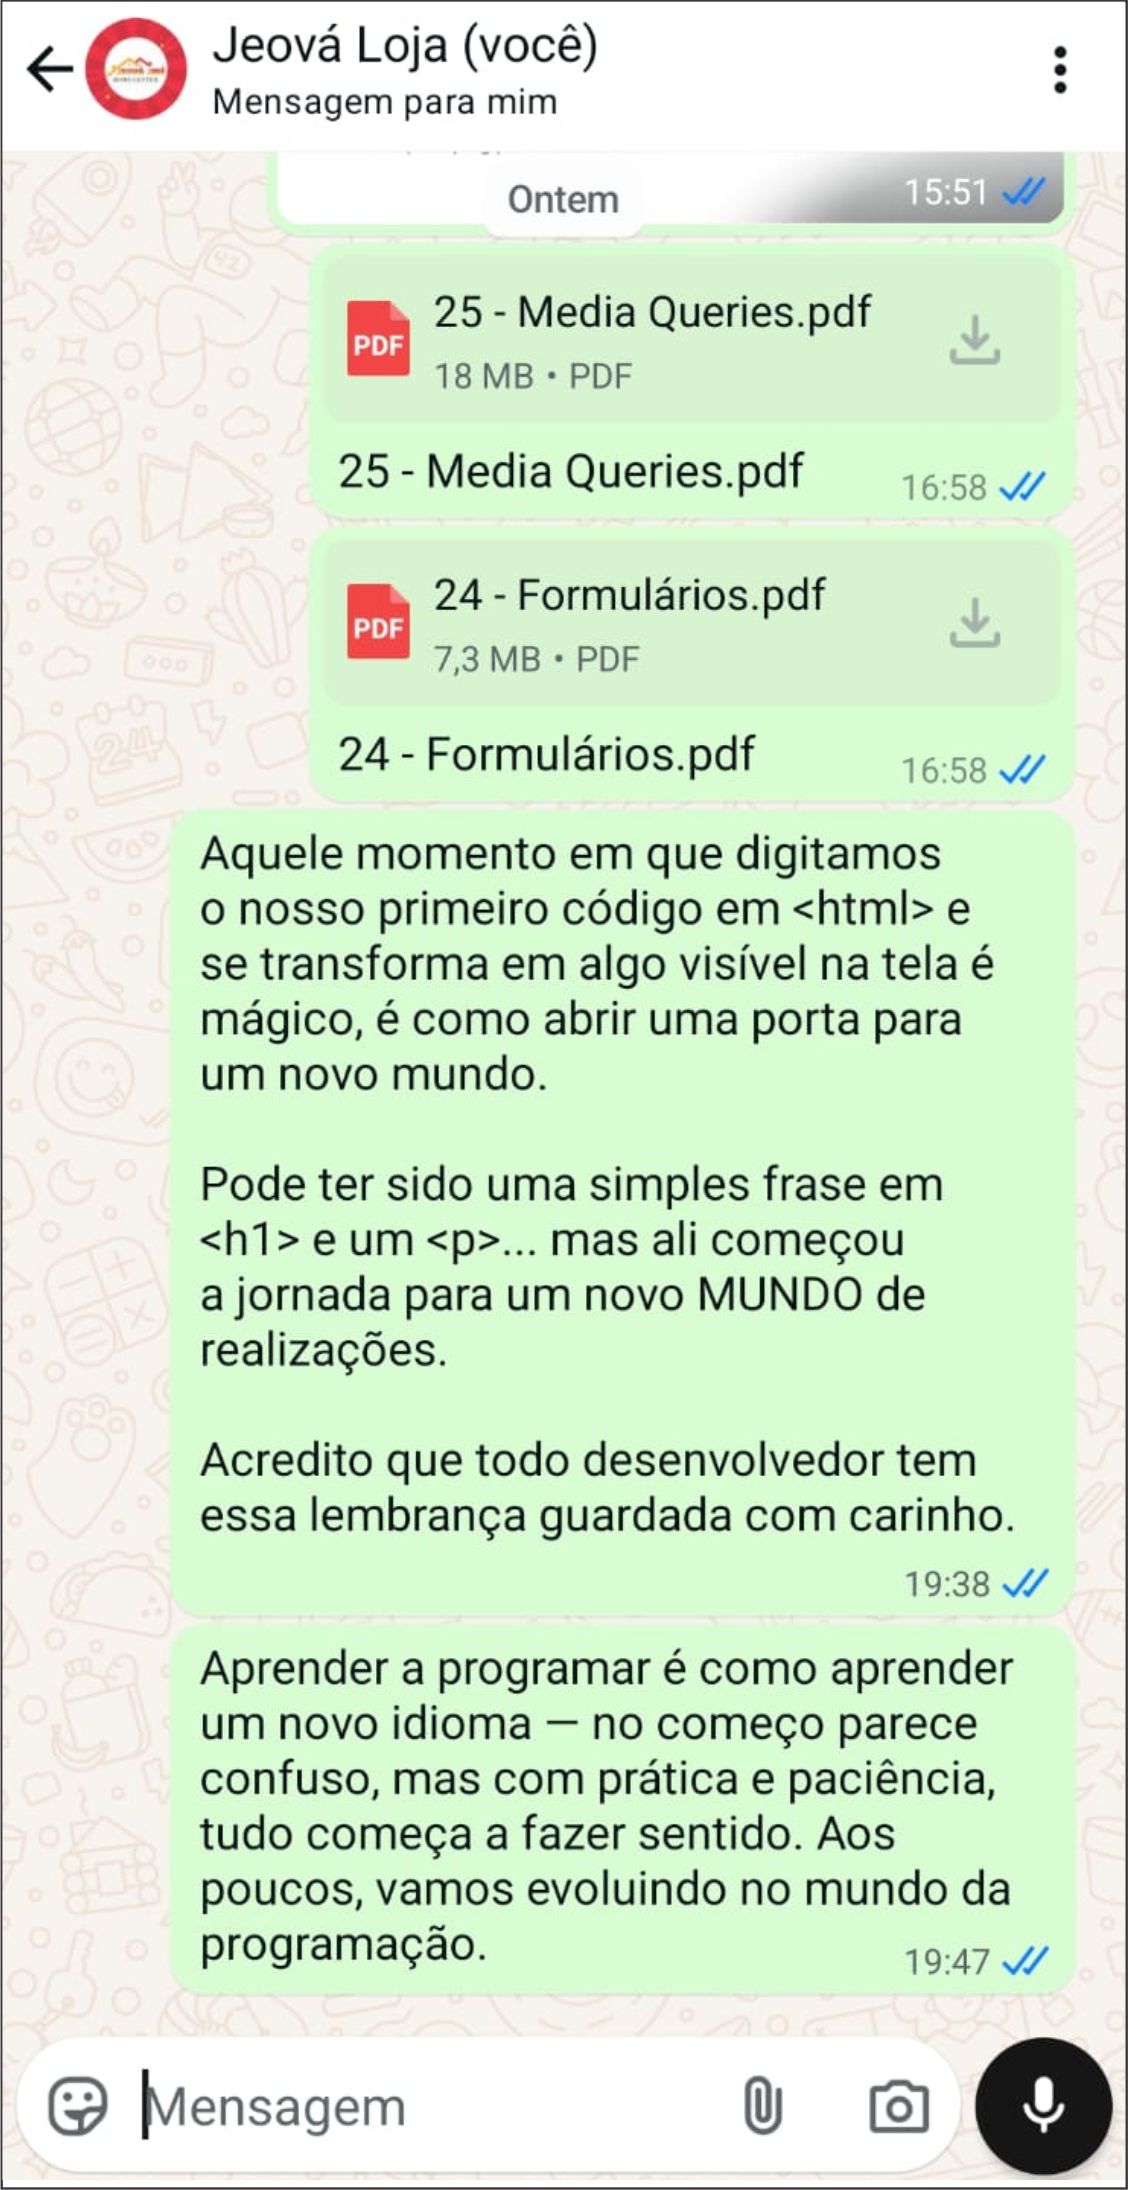 Jeová Loja (você)
Mensagem para mim
Ontem
15:51
PDF
25 - Media Queries.pdf
18 MB • PDF
25 - Media Queries.pdf
16:58
PDF
24 - Formulários.pdf
7,3 MB • PDF
24 - Formulários.pdf
16:58
Aquele momento em que digitamos
o nosso primeiro código em <html> e
se transforma em algo visível na tela é
mágico, é como abrir uma porta para
um novo mundo.
Pode ter sido uma simples frase em
<h1> e um <p>... mas ali começou
a jornada para um novo MUNDO de
realizações.
Acredito que todo desenvolvedor tem
essa lembrança guardada com carinho.
19:38
Aprender a programar é como aprender
um novo idioma — no começo parece
confuso, mas com prática e paciência,
tudo começa a fazer sentido. Aos
poucos, vamos evoluindo no mundo da
programação.
19:47
Mensagem